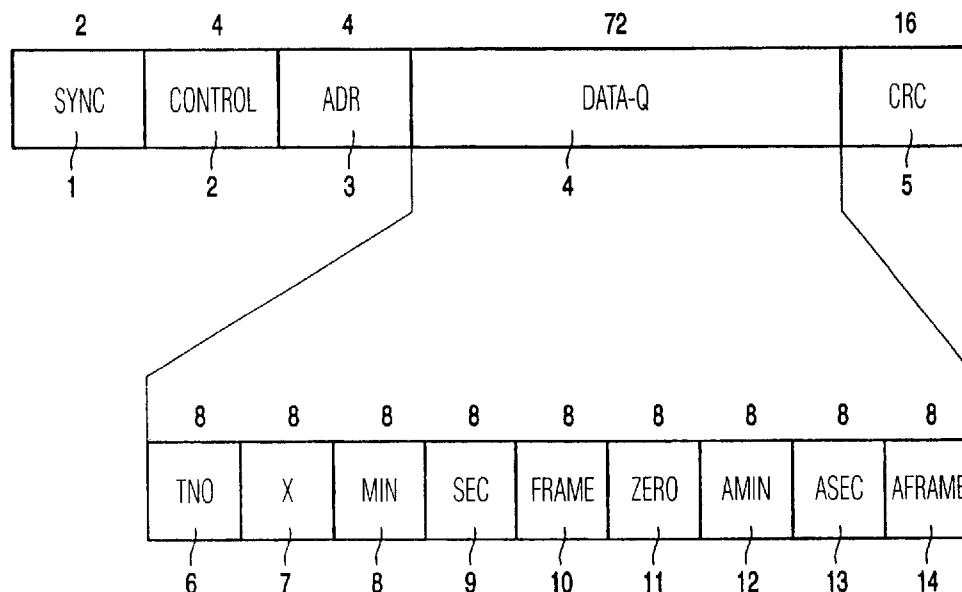 2 4 4 72 16
SYNC CONTROL ADR DATA-Q CRC
1 2 3 4 5
8 8 8 8 8 8 8 8 8
TNO X MIN SEC FRAME ZERO AMIN ASEC AFRAME
6 7 8 9 10 11 12 13 14